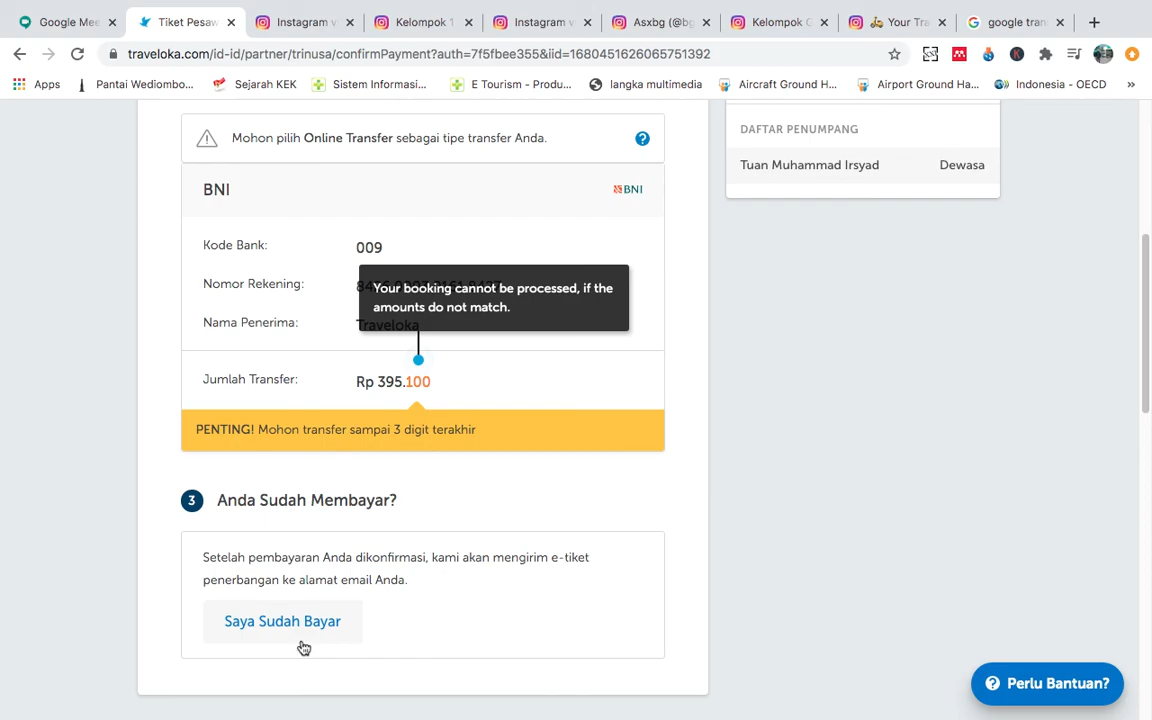 Google Mee
Tiket Pesaw
Instagram v
Kelompok 1
Instagram v
Asxbg (@bg
Kelompok G
Your Tra
google tran
traveloka.com/id-id/partner/trinusa/confirmPayment?auth=7f5fbee355&iid=1680451626065751392
Apps
Pantai Wediombo...
Sejarah KEK
Sistem Informasi...
E Tourism - Produ...
langka multimedia
Aircraft Ground H...
Airport Ground Ha...
Indonesia - OECD
»
Mohon pilih Online Transfer sebagai tipe transfer Anda.
?
DAFTAR PENUMPANG
Tuan Muhammad Irsyad Dewasa
BNI
BNI
Kode Bank: 009
Nomor Rekening:
Your booking cannot be processed, if the
amounts do not match.
Nama Penerima: Traveloka
Jumlah Transfer: Rp 395.100
PENTING! Mohon transfer sampai 3 digit terakhir
3 Anda Sudah Membayar?
Setelah pembayaran Anda dikonfirmasi, kami akan mengirim e-tiket
penerbangan ke alamat email Anda.
Saya Sudah Bayar
? Perlu Bantuan?